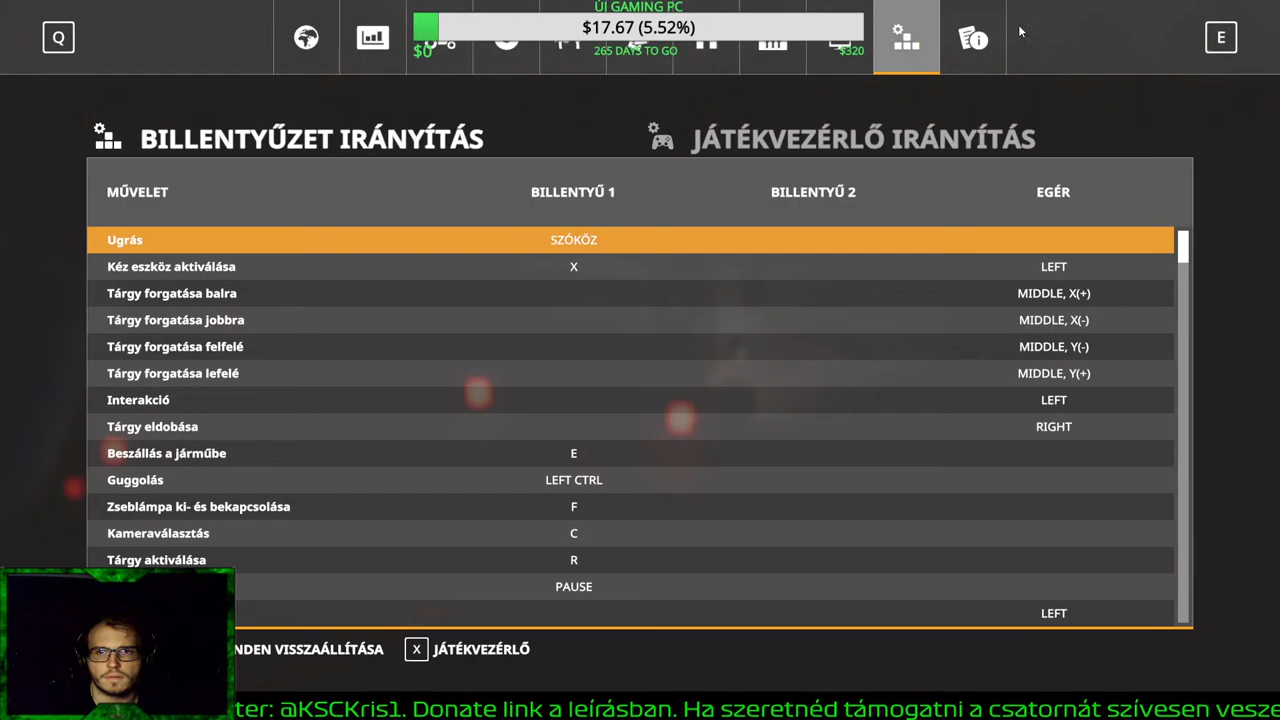 ÚJ GAMING PC
$17.67 (5.52%)
$0
265 DAYS TO GO
$320
Q
E
BILLENTYŰZET IRÁNYÍTÁS
JÁTÉKVEZÉRLŐ IRÁNYÍTÁS
MŰVELET BILLENTYŰ 1 BILLENTYŰ 2 EGÉR
Ugrás SZÓKÖZ
Kéz eszköz aktiválása X LEFT
Tárgy forgatása balra MIDDLE, X(+)
Tárgy forgatása jobbra MIDDLE, X(-)
Tárgy forgatása felfelé MIDDLE, Y(-)
Tárgy forgatása lefelé MIDDLE, Y(+)
Interakció LEFT
Tárgy eldobása RIGHT
Beszállás a járműbe E
Guggolás LEFT CTRL
Zseblámpa ki- és bekapcsolása F
Kameraválasztás C
Tárgy aktiválása R
PAUSE
LEFT
NDEN VISSZAÁLLÍTÁSA X JÁTÉKVEZÉRLŐ
ter: @KSCKris1. Donate link a leírásban. Ha szeretnéd támogatni a csatornát szívesen vesze